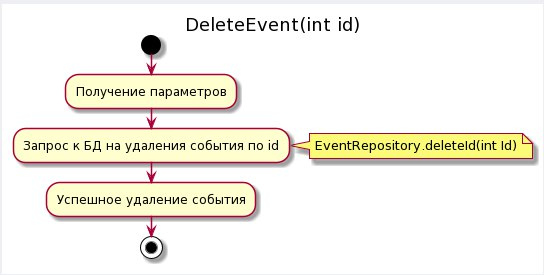 DeleteEvent(int id)
Получение параметров
Запрос к БД на удаления события по id
EventRepository.deleteId(int Id)
Успешное удаление события